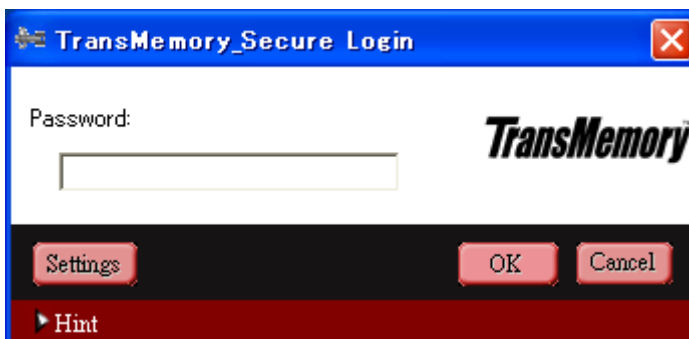 TransMemory_Secure Login
Password:
TransMemory
Settings
OK
Cancel
Hint